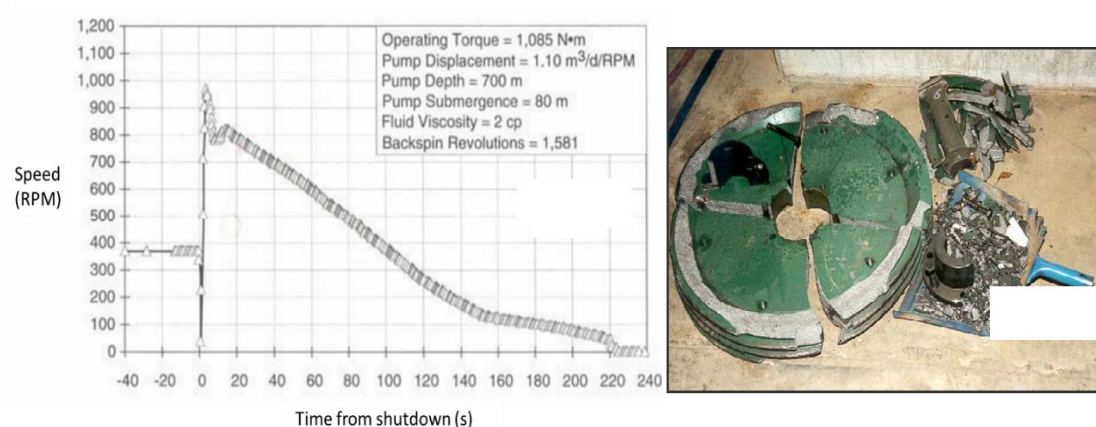 1,200
1,100
1,000
900
800
700
600
500
400
300
200
100
0
Speed
(RPM)
Operating Torque = 1,085 N•m
Pump Displacement = 1.10 m³/d/RPM
Pump Depth = 700 m
Pump Submergence = 80 m
Fluid Viscosity = 2 cp
Backspin Revolutions = 1,581
-40 -20 0 20 40 60 80 100 120 140 160 180 200 220 240
Time from shutdown (s)